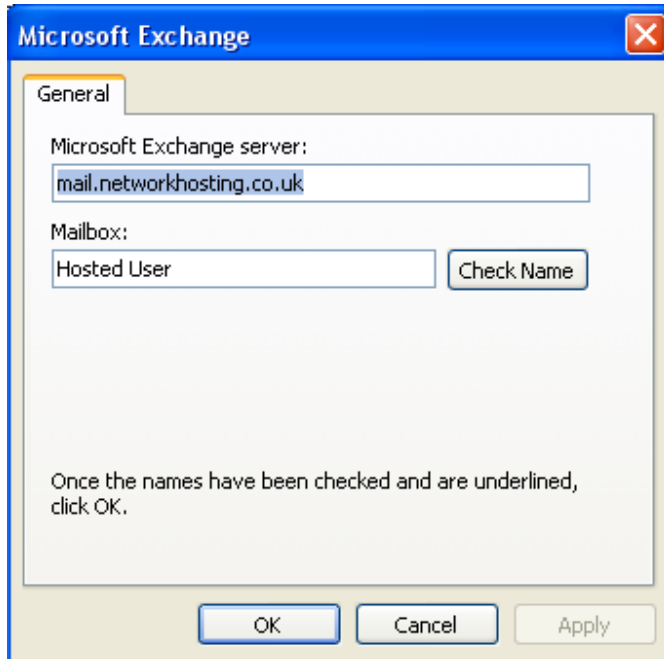 Microsoft Exchange
General
Microsoft Exchange server:
mail.networkhosting.co.uk
Mailbox:
Hosted User
Check Name
Once the names have been checked and are underlined,
click OK.
OK Cancel Apply